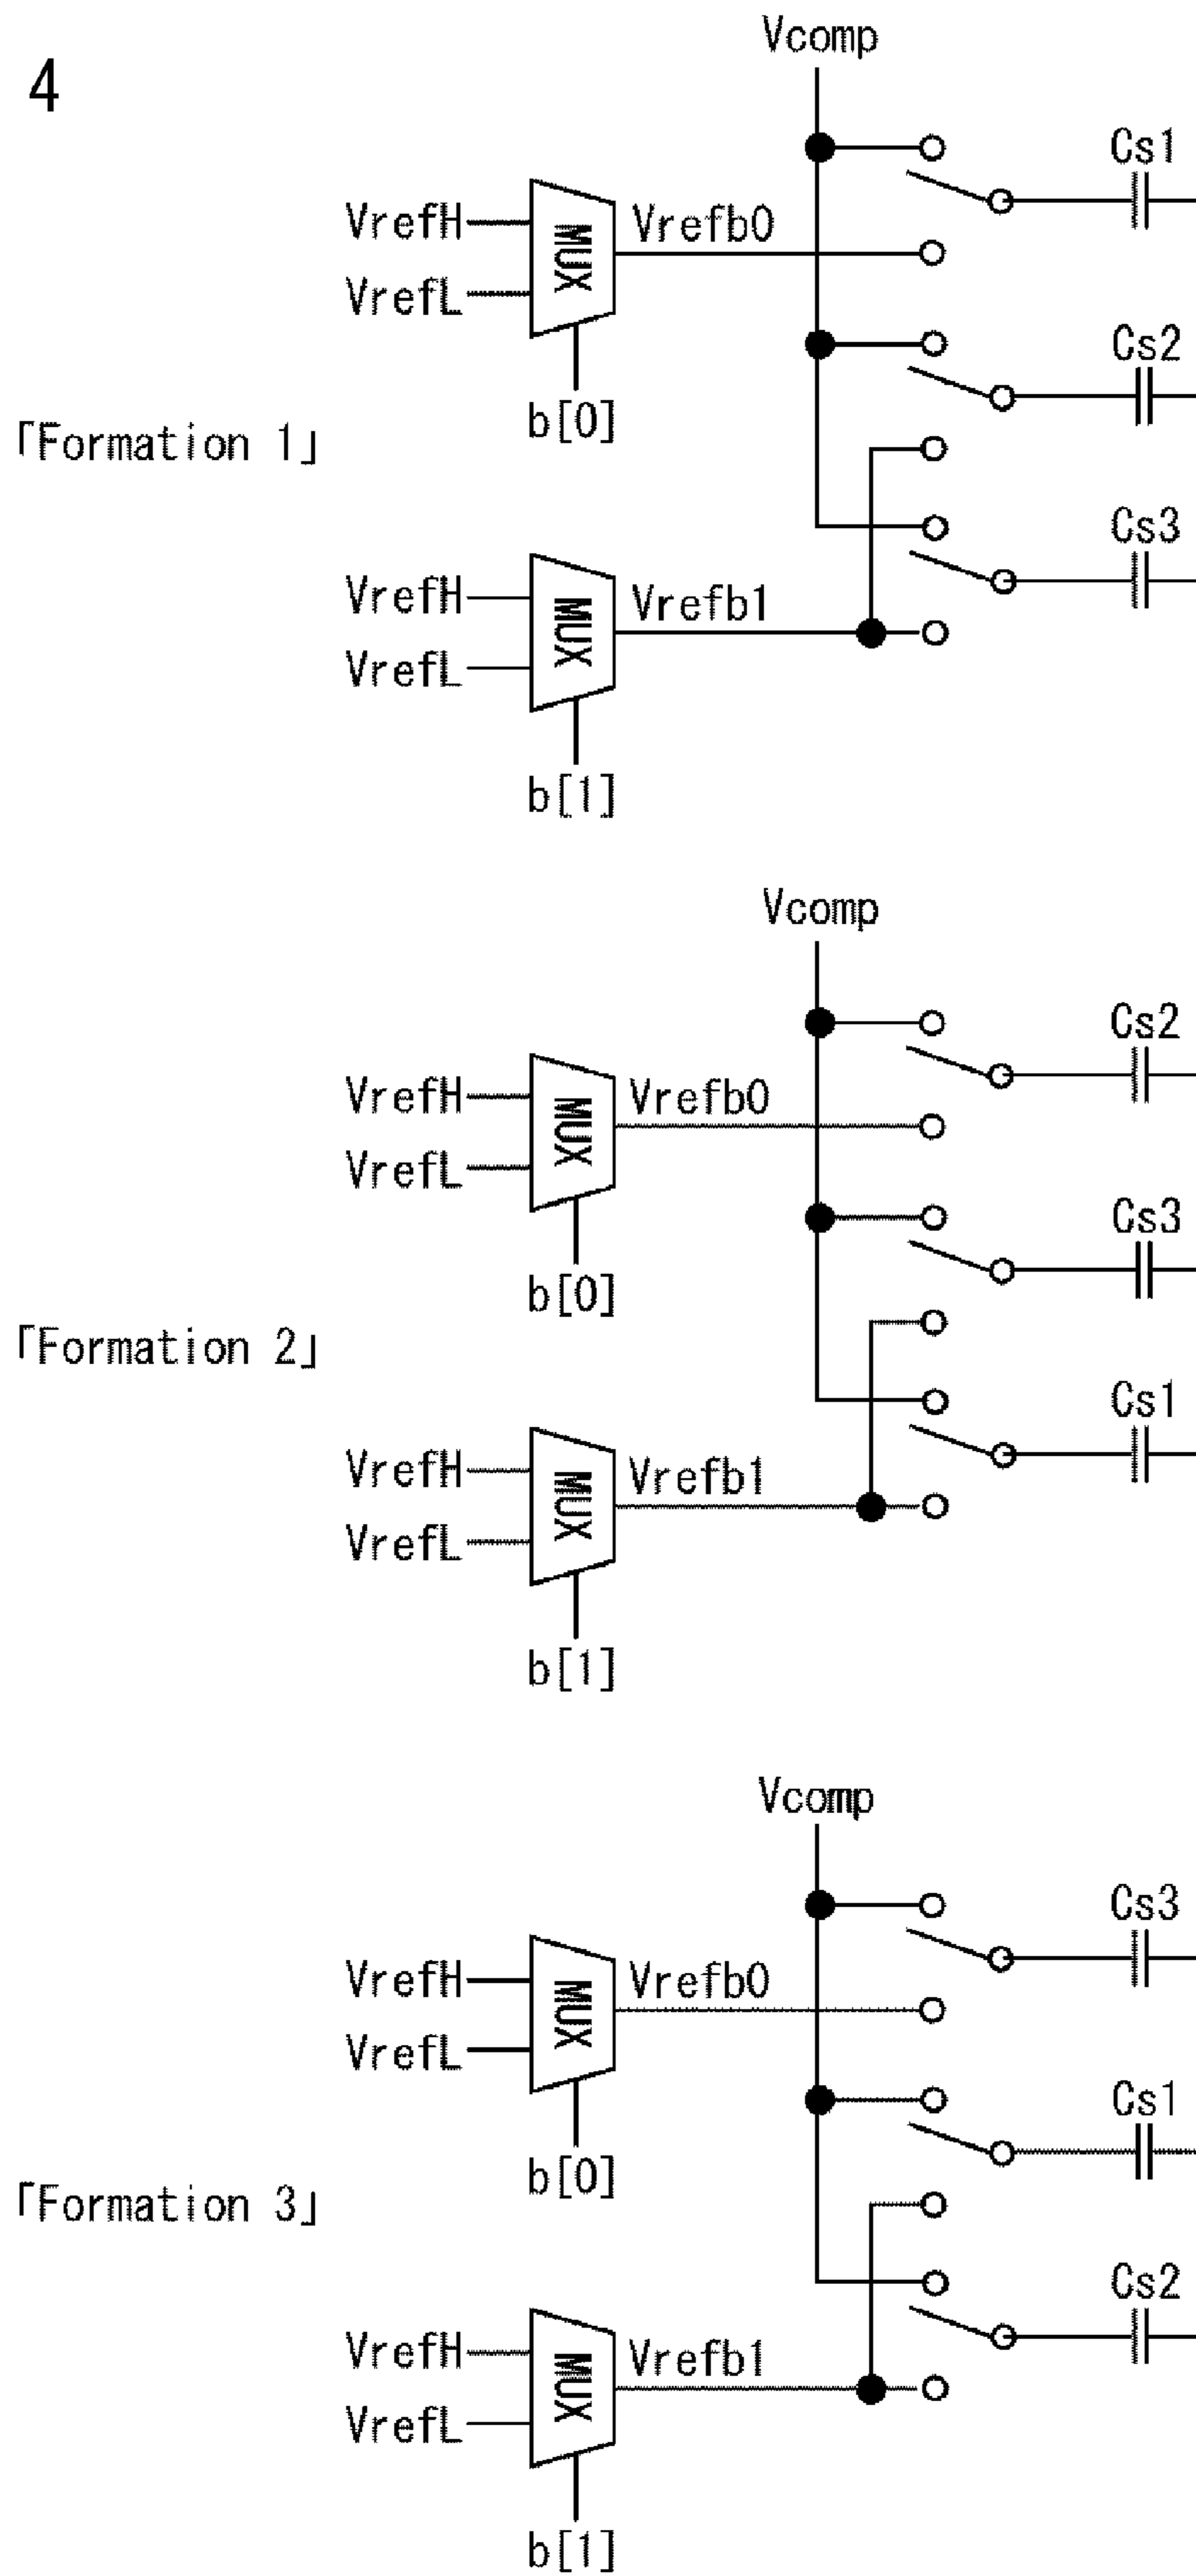 4
Vcomp
Cs1
VrefH
MUX
Vrefb0
VrefL
Cs2
b[0]
「Formation 1」
Cs3
VrefH
MUX
Vrefb1
VrefL
b[1]
Vcomp
Cs2
VrefH
MUX
Vrefb0
VrefL
Cs3
b[0]
「Formation 2」
Cs1
VrefH
MUX
Vrefb1
VrefL
b[1]
Vcomp
Cs3
VrefH
MUX
Vrefb0
VrefL
Cs1
b[0]
「Formation 3」
Cs2
VrefH
MUX
Vrefb1
VrefL
b[1]